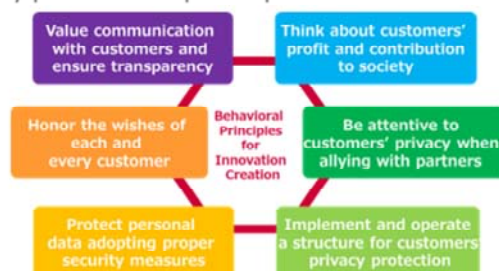 Value communication
with customers and
ensure transparency
Think about customers'
profit and contribution
to society
Honor the wishes of
each and
every customer
Behavioral
Principles
for
Innovation
Creation
Be attentive to
customers' privacy when
allying with partners
Protect personal
data adopting proper
security measures
Implement and operate
a structure for customers'
privacy protection